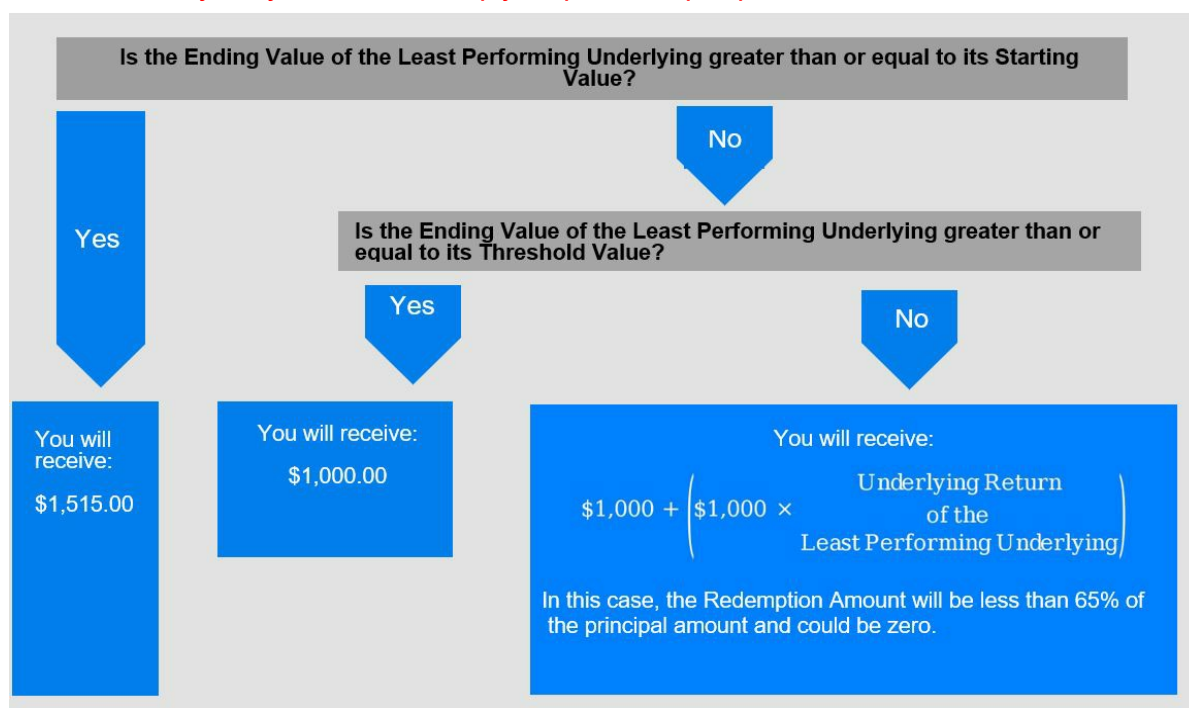 Is the Ending Value of the Least Performing Underlying greater than or equal to its Starting
Value?
Yes
No
Is the Ending Value of the Least Performing Underlying greater than or
equal to its Threshold Value?
Yes
No
You will
receive:
$1,515.00
You will receive:
$1,000.00
You will receive:
$1,000 + ($1,000 × Underlying Return
of the
Least Performing Underlying)
In this case, the Redemption Amount will be less than 65% of
the principal amount and could be zero.